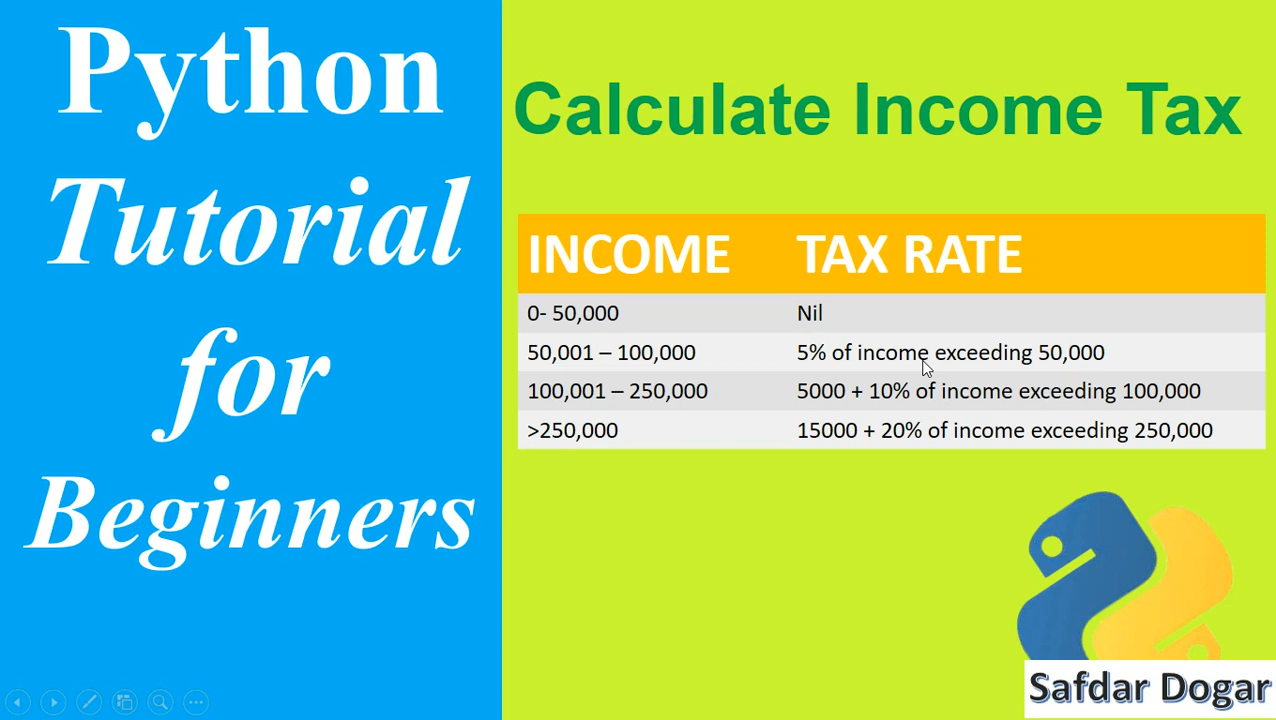 Python
Tutorial
for
Beginners
Calculate Income Tax
INCOME TAX RATE
0- 50,000 Nil
50,001 – 100,000 5% of income exceeding 50,000
100,001 – 250,000 5000 + 10% of income exceeding 100,000
>250,000 15000 + 20% of income exceeding 250,000
Safdar Dogar